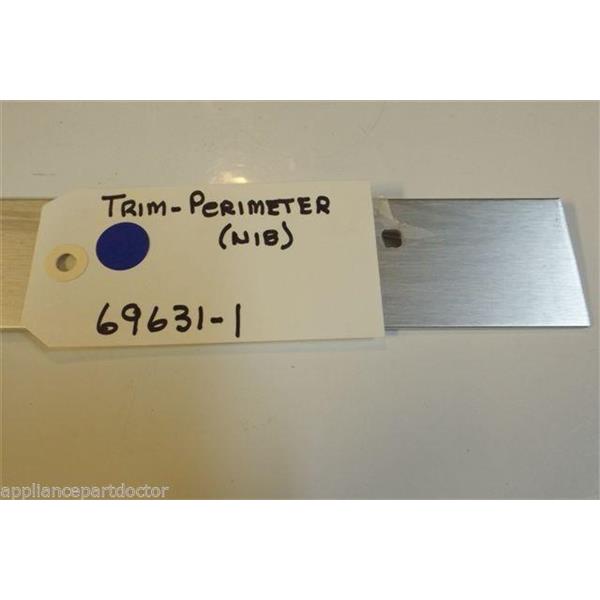 TRIM-PERIMETER
(NIB)
69631-1
appliancepartdoctor